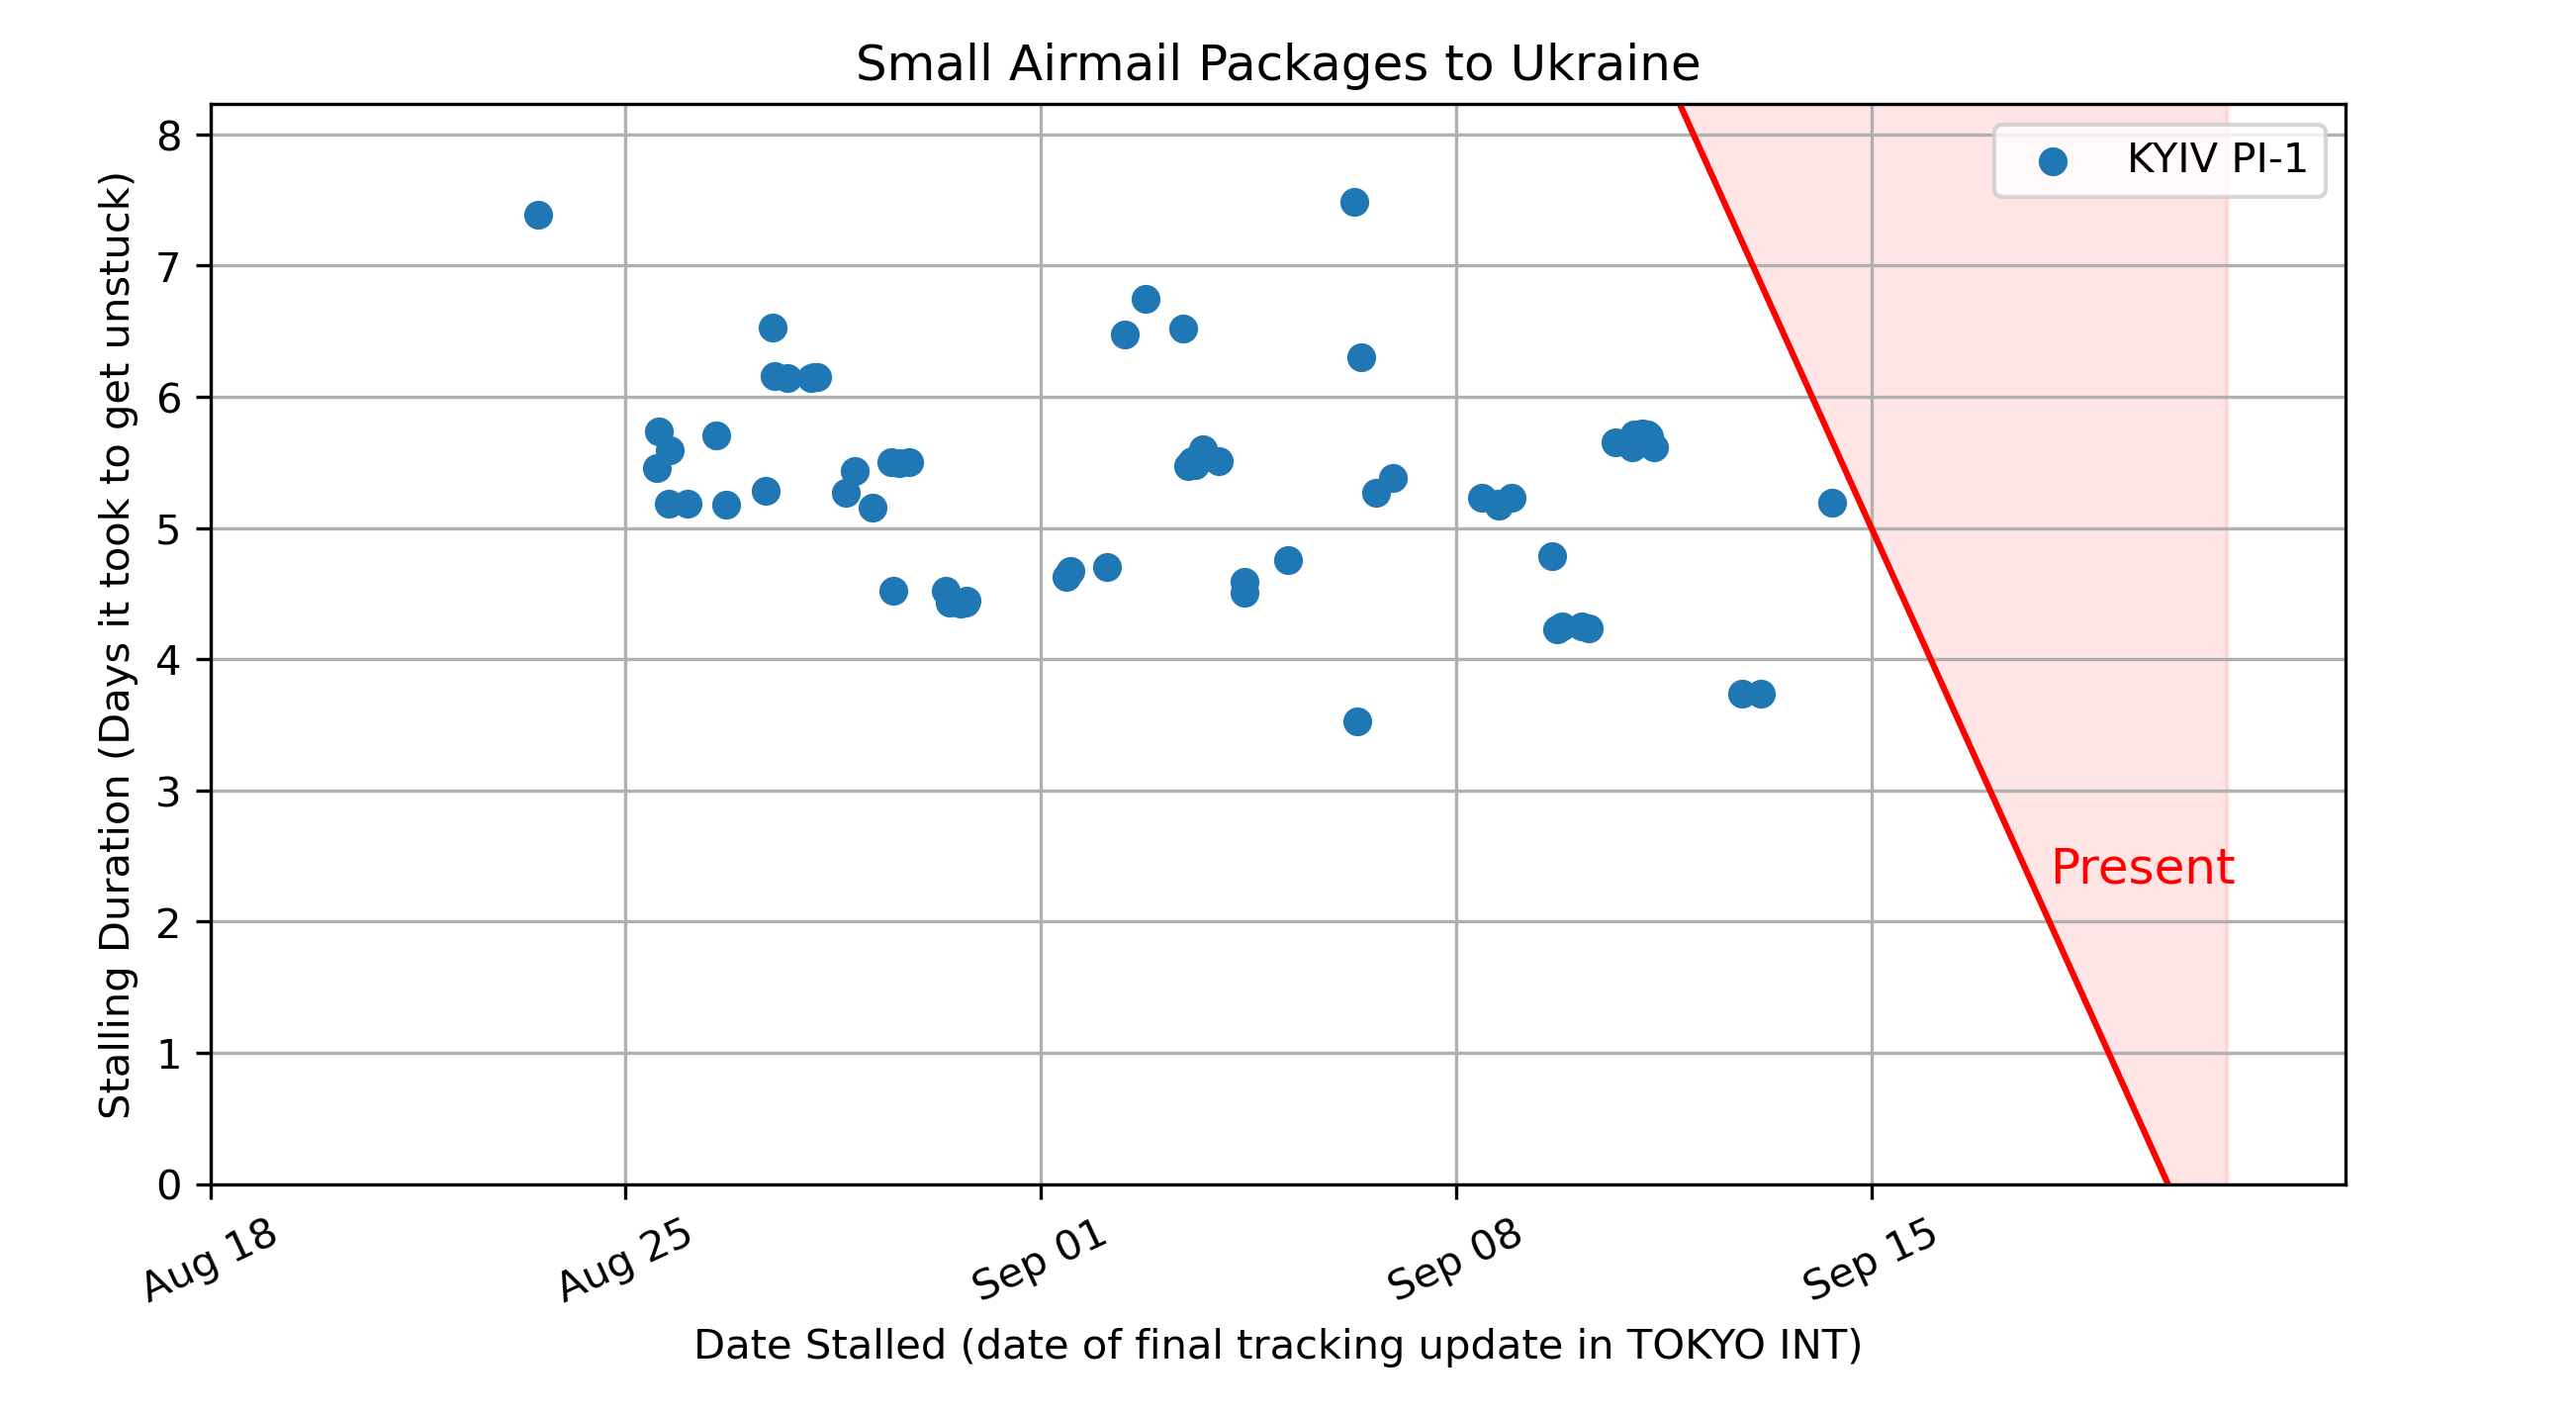 Small Airmail Packages to Ukraine
KYIV PI-1
Stalling Duration (Days it took to get unstuck)
8
7
6
5
4
3
2
1
0
Present
Aug 18
Aug 25
Sep 01
Sep 08
Sep 15
Date Stalled (date of final tracking update in TOKYO INT)